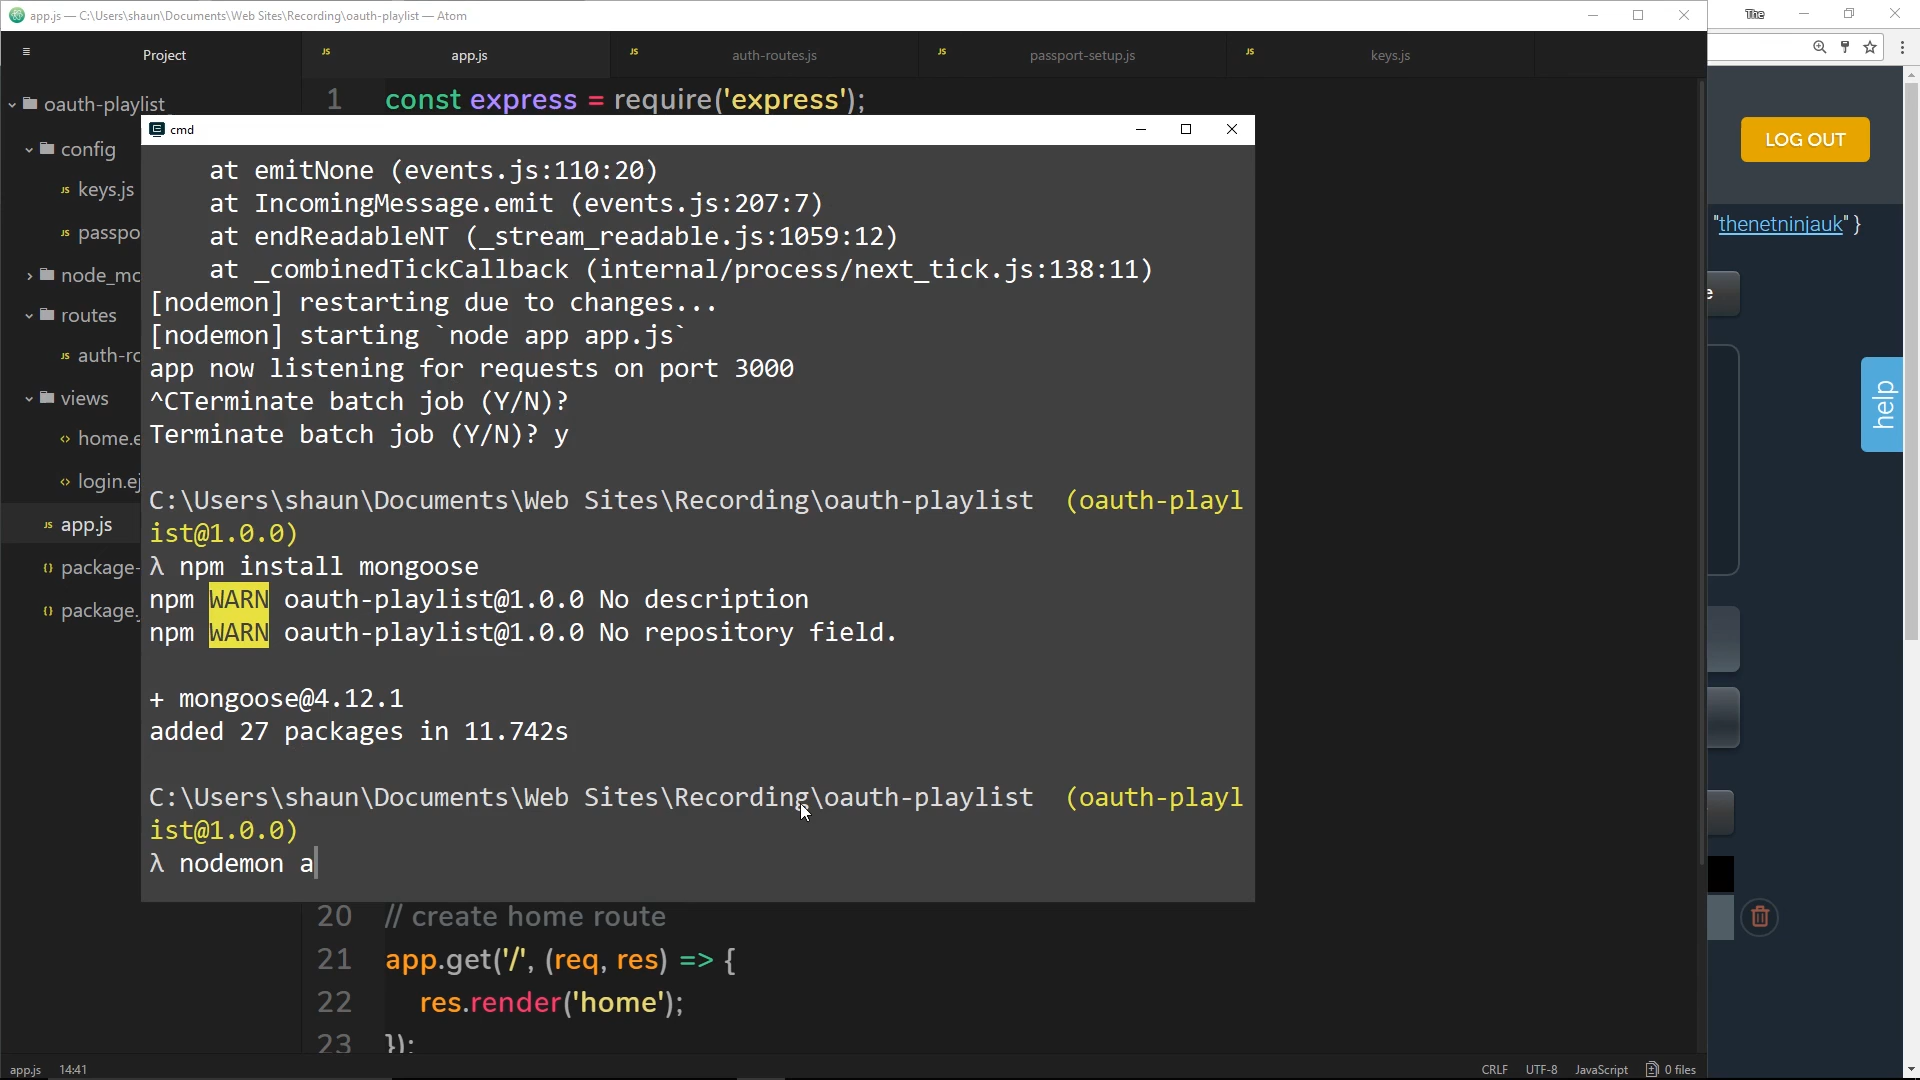 app.js — C:\Users\shaun\Documents\Web Sites\Recording\oauth-playlist — Atom
The
Project
JS app.js
JS auth-routes.js
JS passport-setup.js
JS keys.js
oauth-playlist
config
JS keys.js
JS passpo
node_mo
routes
JS auth-ro
views
home.e
login.ej
JS app.js
package-
package.
1 const express = require('express');
cmd
at emitNone (events.js:110:20)
at IncomingMessage.emit (events.js:207:7)
at endReadableNT (_stream_readable.js:1059:12)
at _combinedTickCallback (internal/process/next_tick.js:138:11)
[nodemon] restarting due to changes...
[nodemon] starting `node app app.js`
app now listening for requests on port 3000
^CTerminate batch job (Y/N)?
Terminate batch job (Y/N)? y
C:\Users\shaun\Documents\Web Sites\Recording\oauth-playlist (oauth-playl
ist@1.0.0)
λ npm install mongoose
npm WARN oauth-playlist@1.0.0 No description
npm WARN oauth-playlist@1.0.0 No repository field.
+ mongoose@4.12.1
added 27 packages in 11.742s
C:\Users\shaun\Documents\Web Sites\Recording\oauth-playlist (oauth-playl
ist@1.0.0)
λ nodemon a
20 // create home route
21 app.get('/', (req, res) => {
22 res.render('home');
23 });
LOG OUT
"thenetninjauk" }
e
help
app.js 14:41
CRLF UTF-8 JavaScript 0 files